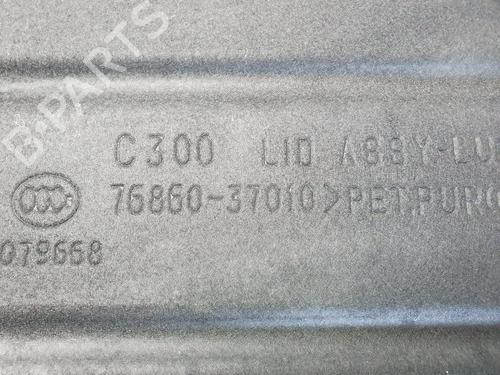 B-PARTS
C300 LID ASSY-LU
76860-37010 >PET,PUR
079668